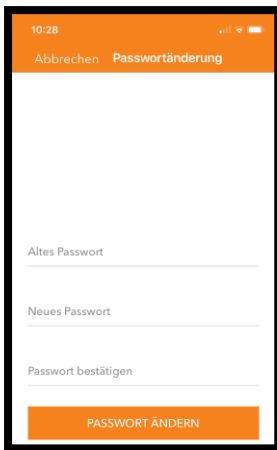 10:28
Abbrechen Passwortänderung
Altes Passwort
Neues Passwort
Passwort bestätigen
PASSWORT ÄNDERN